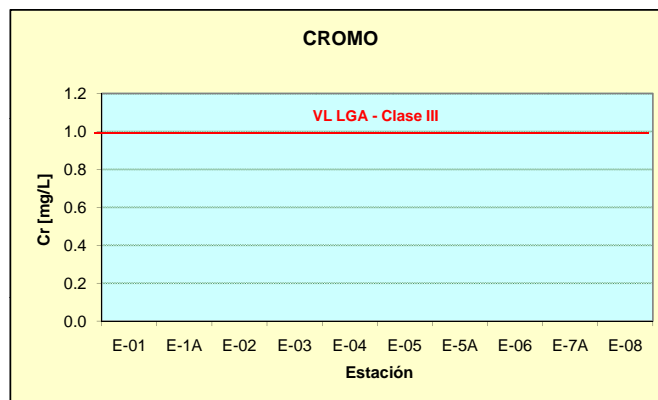 CROMO
VL LGA - Clase III
Cr [mg/L]
1.2
1.0
0.8
0.6
0.4
0.2
0.0
E-01 E-1A E-02 E-03 E-04 E-05 E-5A E-06 E-7A E-08
Estación